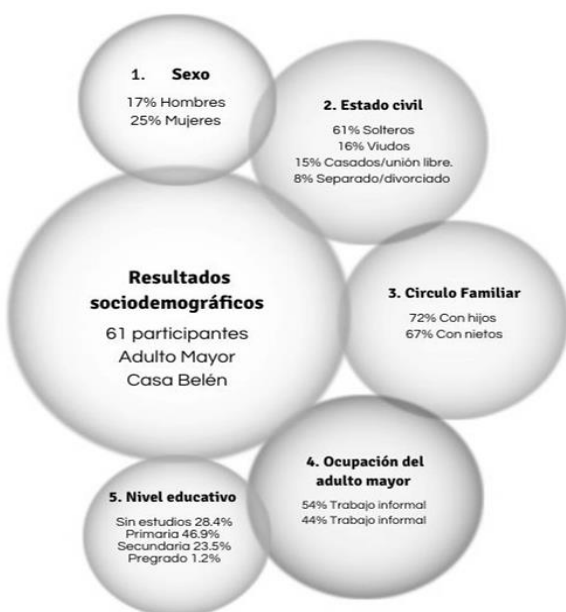 1. Sexo
17% Hombres
25% Mujeres
2. Estado civil
61% Solteros
16% Viudos
15% Casados/unión libre.
8% Separado/divorciado
Resultados
sociodemográficos
61 participantes
Adulto Mayor
Casa Belén
3. Circulo Familiar
72% Con hijos
67% Con nietos
4. Ocupación del
adulto mayor
54% Trabajo informal
44% Trabajo informal
5. Nivel educativo
Sin estudios 28.4%
Primaria 46.9%
Secundaria 23.5%
Pregrado 1.2%